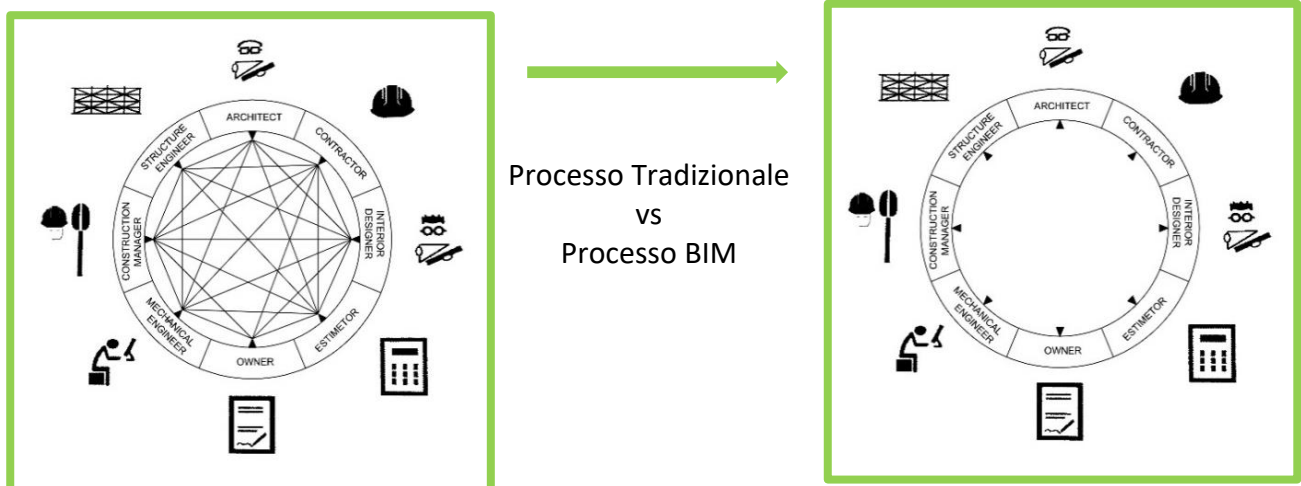 ARCHITECT
CONTRACTOR
INTERIOR
DESIGNER
ESTIMETOR
OWNER
MECHANICAL
ENGINEER
CONSTRUCTION
MANAGER
STRUCTURE
ENGINEER
Processo Tradizionale
vs
Processo BIM
ARCHITECT
CONTRACTOR
INTERIOR
DESIGNER
ESTIMETOR
OWNER
MECHANICAL
ENGINEER
CONSTRUCTION
MANAGER
STRUCTURE
ENGINEER